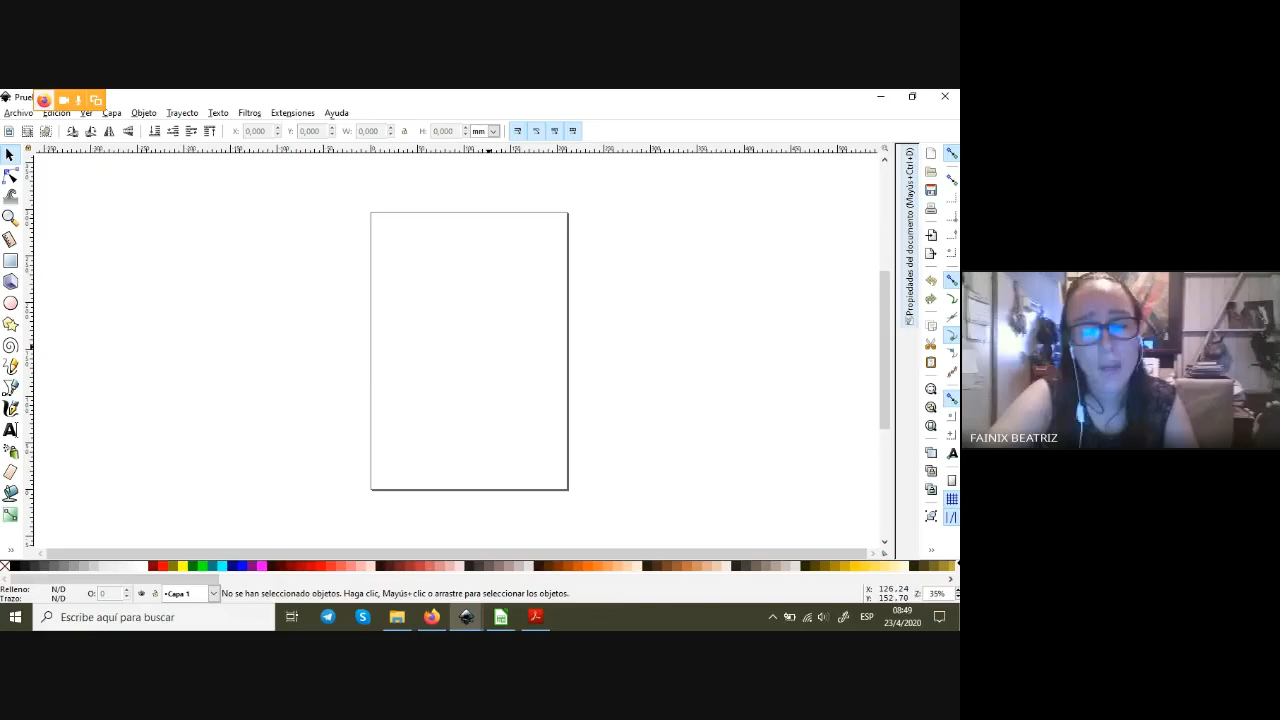 Prue
Archivo Edición Ver Capa Objeto Trayecto Texto Filtros Extensiones Ayuda
X: 0,000 Y: 0,000 W: 0,000 H: 0,000 mm
Propiedades del documento (Mayús+Ctrl+D)
FAINIX BEATRIZ
Relleno: N/D
Trazo: N/D
O: 0
•Capa 1
No se han seleccionado objetos. Haga clic, Mayús+clic o arrastre para seleccionar los objetos.
X: 126,24
Y: 152,70
Z: 35%
Escribe aquí para buscar
ESP
08:49
23/4/2020